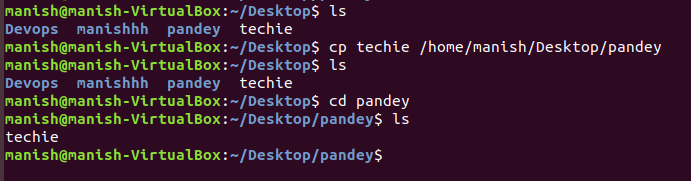 manish@manish-VirtualBox:~/Desktop$ ls
Devops  manishhh  pandey  techie
manish@manish-VirtualBox:~/Desktop$ cp techie /home/manish/Desktop/pandey
manish@manish-VirtualBox:~/Desktop$ ls
Devops  manishhh  pandey  techie
manish@manish-VirtualBox:~/Desktop$ cd pandey
manish@manish-VirtualBox:~/Desktop/pandey$ ls
techie
manish@manish-VirtualBox:~/Desktop/pandey$